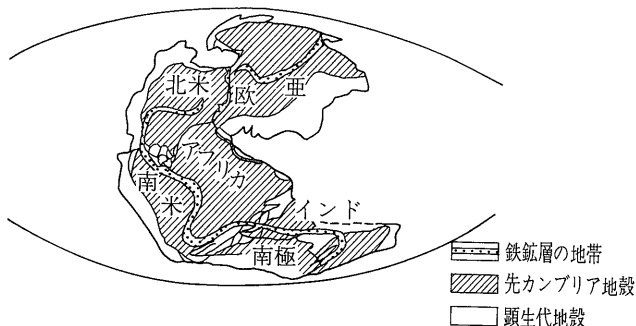 北米
欧亜
アフリカ
南米
インド
南極
鉄鉱層の地帯
先カンブリア地殻
顕生代地殻